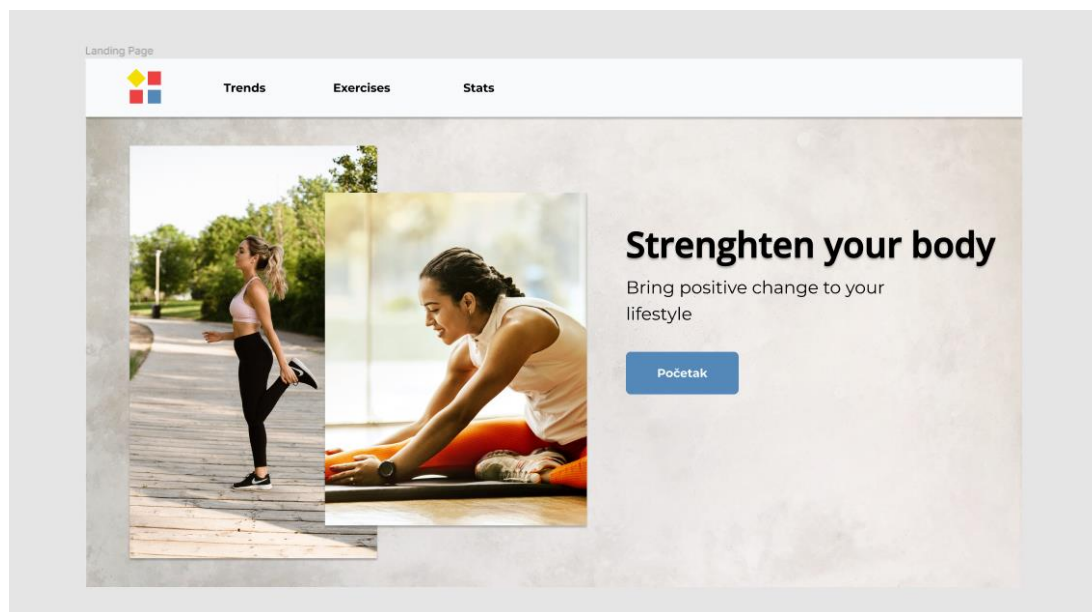 Landing Page
Trends
Exercises
Stats
Strenghten your body
Bring positive change to your
lifestyle
Početak